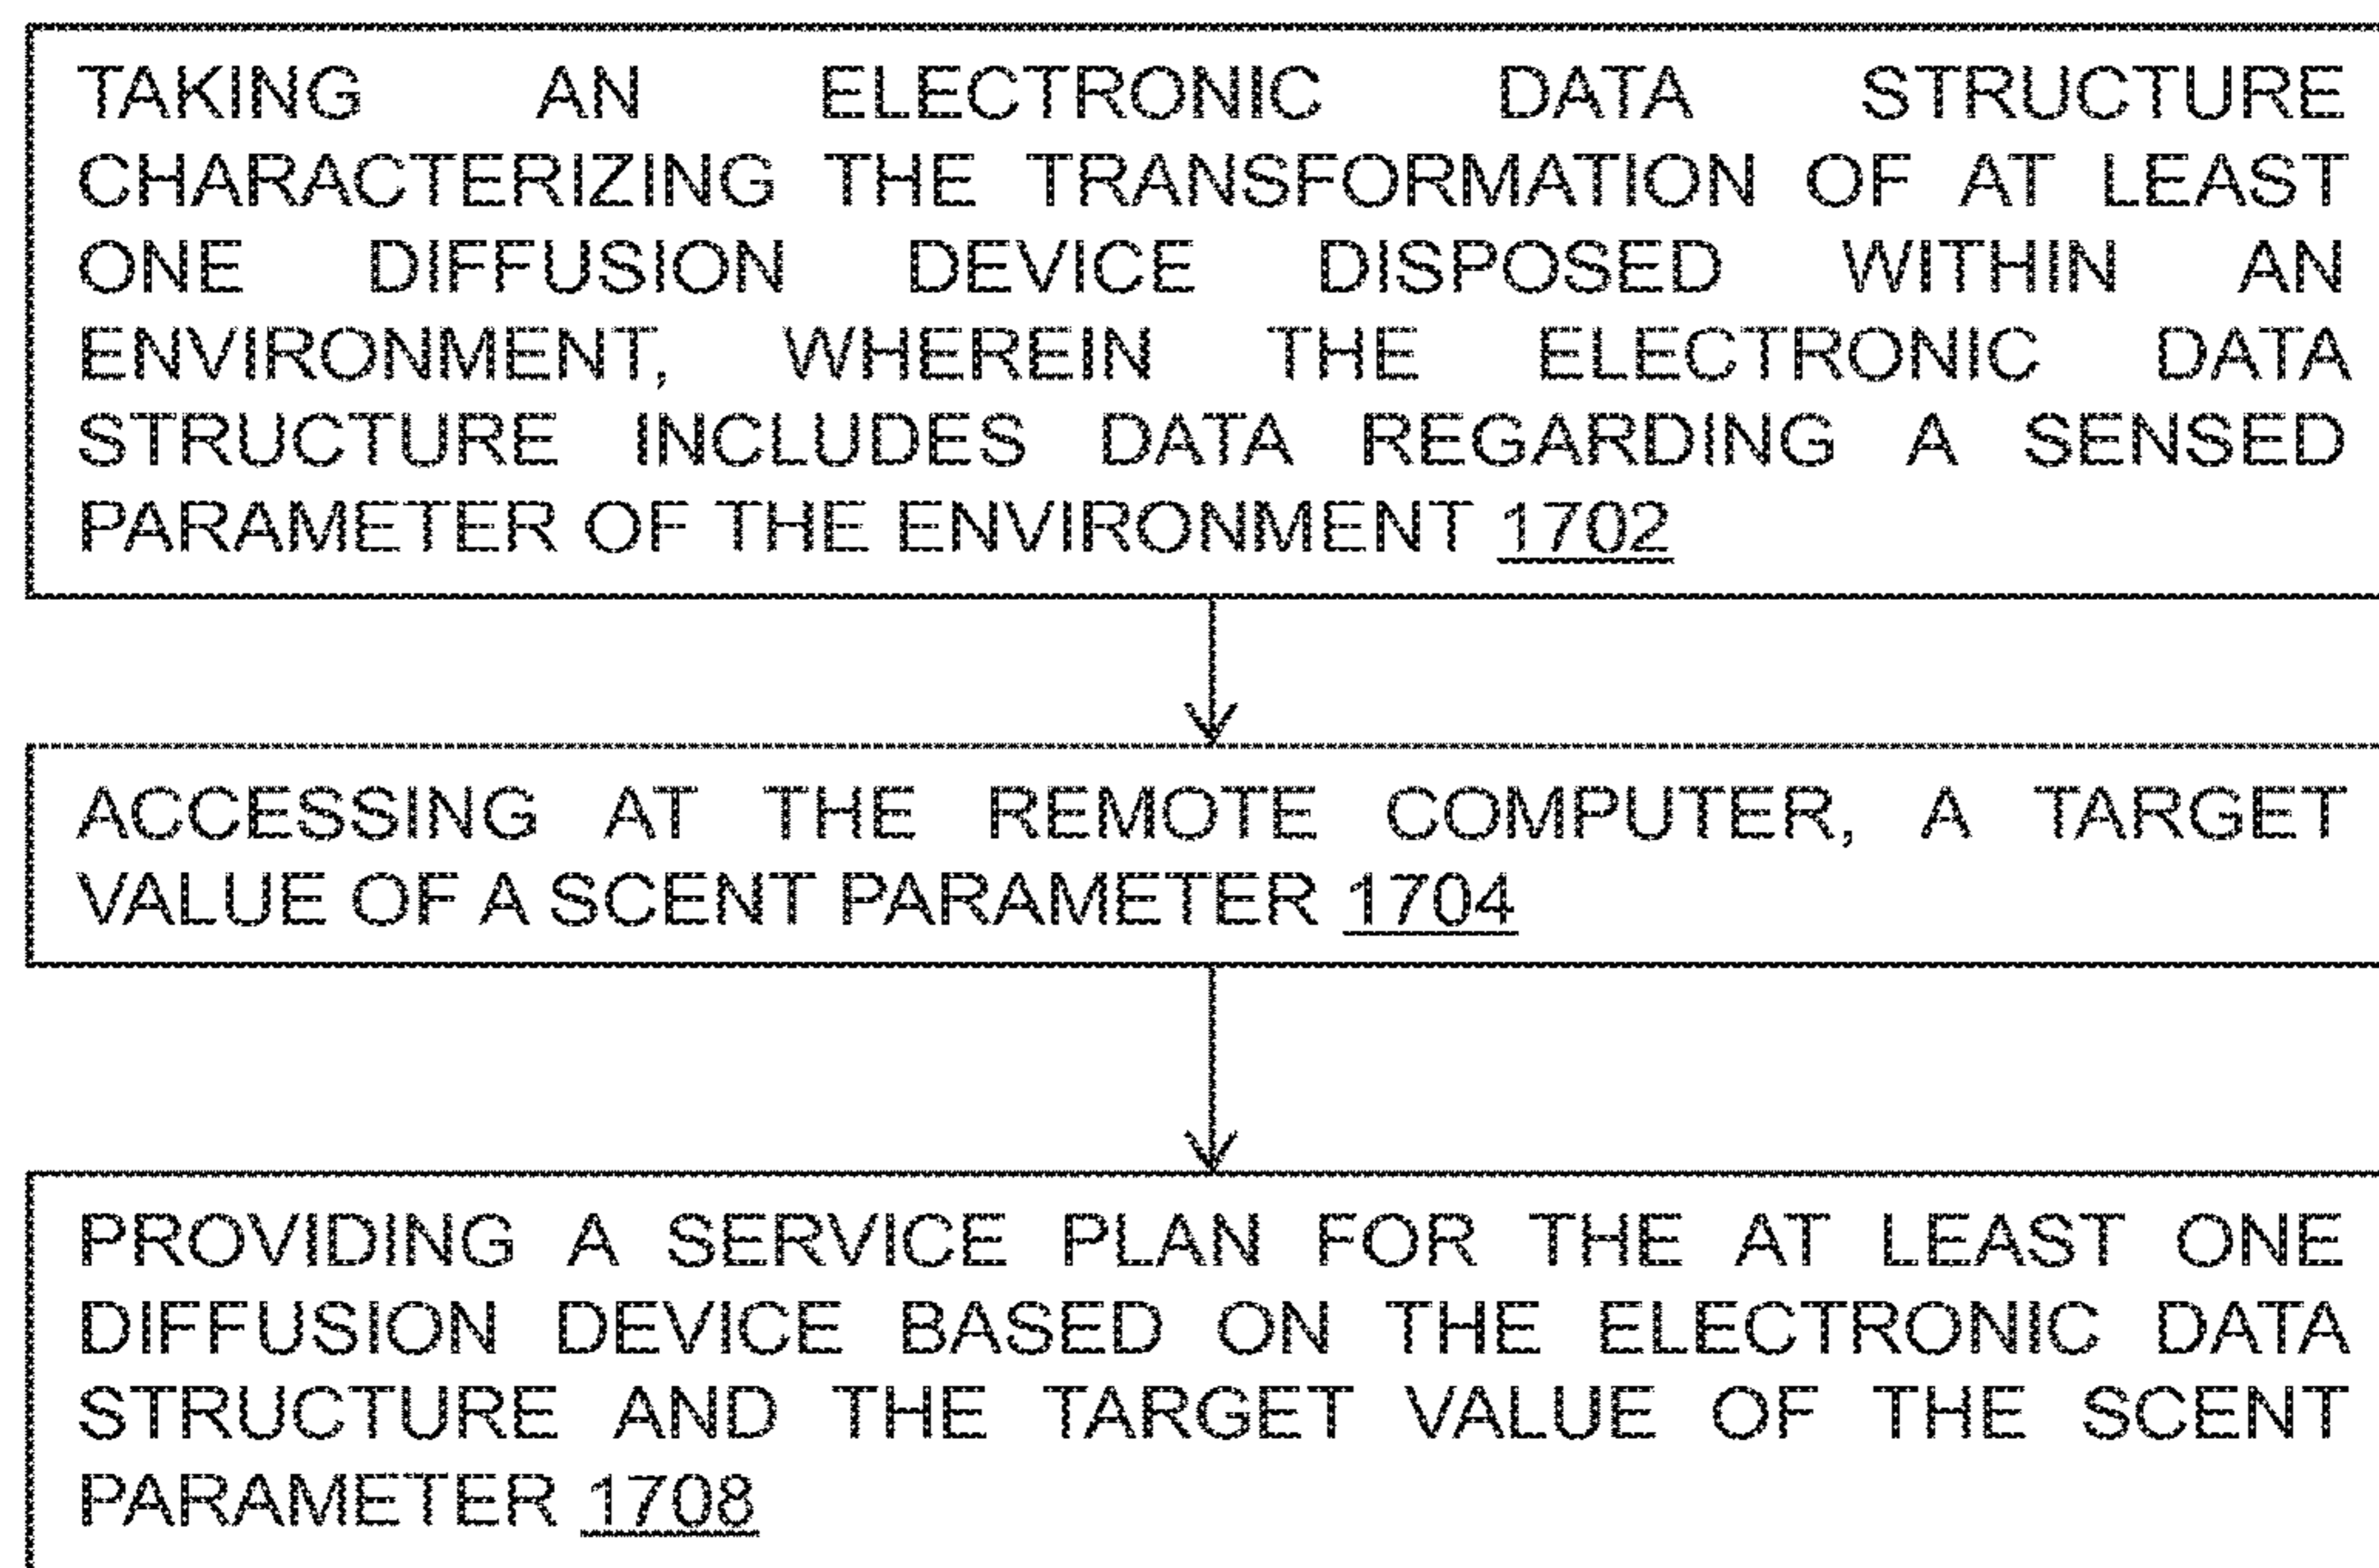 TAKING AN ELECTRONIC DATA STRUCTURE
CHARACTERIZING THE TRANSFORMATION OF AT LEAST
ONE DIFFUSION DEVICE DISPOSED WITHIN AN
ENVIRONMENT, WHEREIN THE ELECTRONIC DATA
STRUCTURE INCLUDES DATA REGARDING A SENSED
PARAMETER OF THE ENVIRONMENT 1702
ACCESSING AT THE REMOTE COMPUTER, A TARGET
VALUE OF A SCENT PARAMETER 1704
PROVIDING A SERVICE PLAN FOR THE AT LEAST ONE
DIFFUSION DEVICE BASED ON THE ELECTRONIC DATA
STRUCTURE AND THE TARGET VALUE OF THE SCENT
PARAMETER 1708